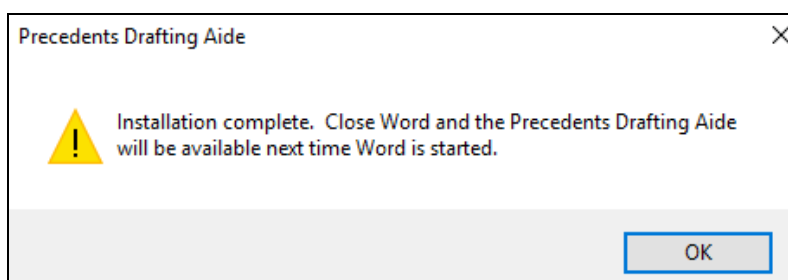 Precedents Drafting Aide
Installation complete.  Close Word and the Precedents Drafting Aide
will be available next time Word is started.
OK